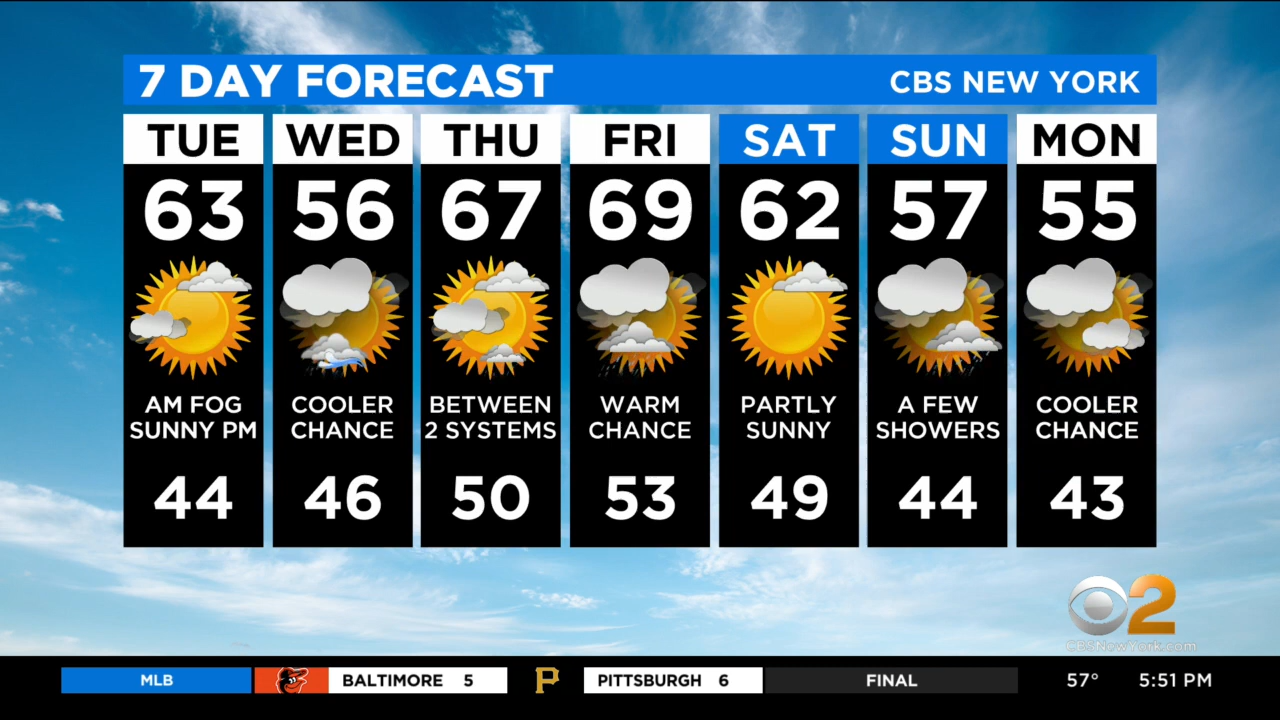 7 DAY FORECAST
CBS NEW YORK
TUE WED THU FRI SAT SUN MON
63 56 67 69 62 57 55
AM FOG
SUNNY PM
COOLER
CHANCE
BETWEEN
2 SYSTEMS
WARM
CHANCE
PARTLY
SUNNY
A FEW
SHOWERS
COOLER
CHANCE
44 46 50 53 49 44 43
2
CBSNewYork.com
MLB BALTIMORE 5 P PITTSBURGH 6 FINAL 57° 5:51 PM